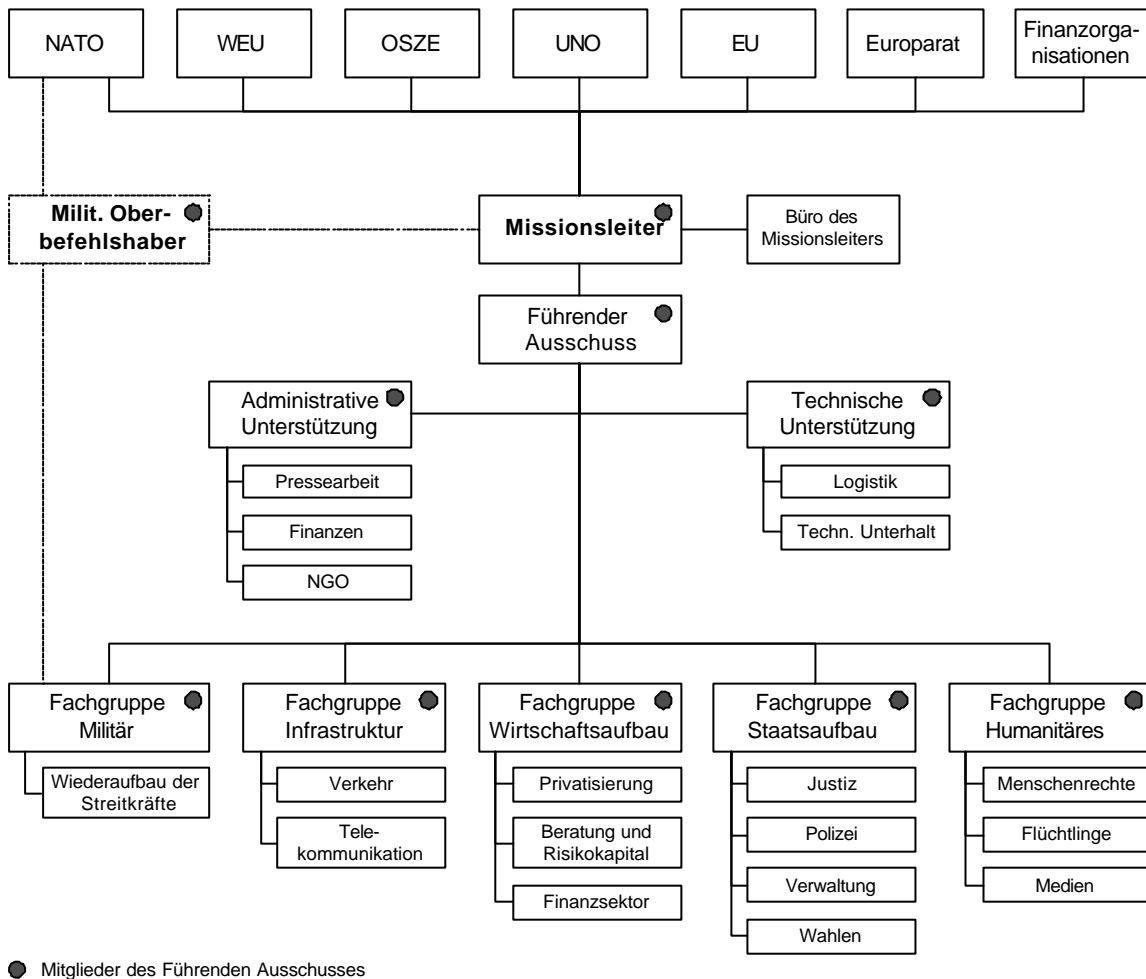 NATO
WEU
OSZE
UNO
EU
Europarat
Finanzorga-
nisationen
Milit. Ober-
befehlshaber
Missionsleiter
Büro des
Missionsleiters
Führender
Ausschuss
Administrative
Unterstützung
Technische
Unterstützung
Pressearbeit
Finanzen
NGO
Logistik
Techn. Unterhalt
Fachgruppe
Militär
Wiederaufbau der
Streitkräfte
Fachgruppe
Infrastruktur
Verkehr
Tele-
kommunikation
Fachgruppe
Wirtschaftsaufbau
Privatisierung
Beratung und
Risikokapital
Finanzsektor
Fachgruppe
Staatsaufbau
Justiz
Polizei
Verwaltung
Wahlen
Fachgruppe
Humanitäres
Menschenrechte
Flüchtlinge
Medien
Mitglieder des Führenden Ausschusses